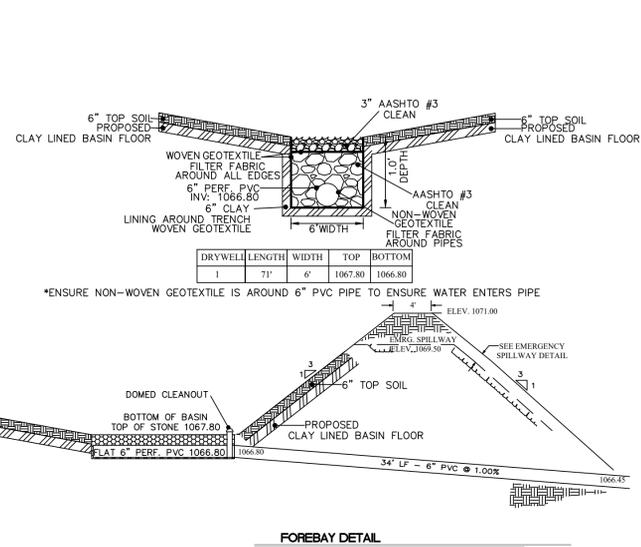 3" AASHTO #3
CLEAN
6" TOP SOIL
PROPOSED
CLAY LINED BASIN FLOOR
6" TOP SOIL
PROPOSED
CLAY LINED BASIN FLOOR
WOVEN GEOTEXTILE
FILTER FABRIC
AROUND ALL EDGES
6" PERF. PVC
INV: 1066.80
6" CLAY
LINING AROUND TRENCH
WOVEN GEOTEXTILE
1.0'
DEPTH
AASHTO #3
CLEAN
NON-WOVEN
GEOTEXTILE
FILTER FABRIC
AROUND PIPES
6' WIDTH
DRYWELL LENGTH WIDTH TOP BOTTOM
1 71' 6' 1067.80 1066.80
*ENSURE NON-WOVEN GEOTEXTILE IS AROUND 6" PVC PIPE TO ENSURE WATER ENTERS PIPE
4'
ELEV. 1071.00
EMRG. SPILLWAY
ELEV. 1069.50
SEE EMERGENCY
SPILLWAY DETAIL
3
1
3
1
6" TOP SOIL
DOMED CLEANOUT
BOTTOM OF BASIN
TOP OF STONE 1067.80
PROPOSED
CLAY LINED BASIN FLOOR
FLAT 6" PERF. PVC 1066.80
1066.80
34' LF - 6" PVC @ 1.00%
1066.45
FOREBAY DETAIL